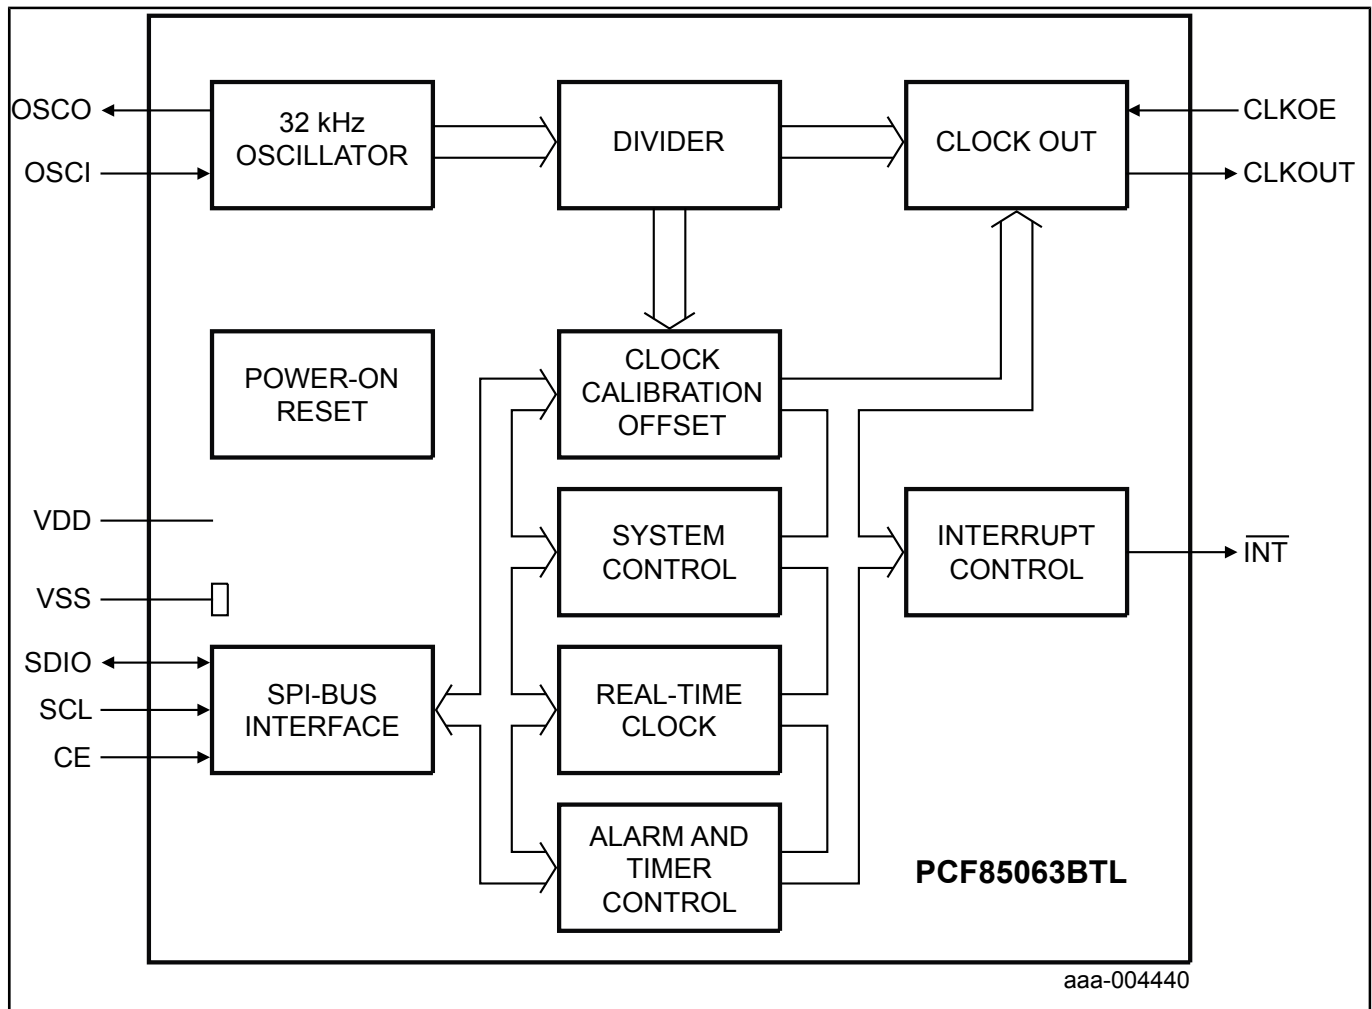 OSCO
OSCI
32 kHz
OSCILLATOR
DIVIDER
CLOCK OUT
CLKOE
CLKOUT
POWER-ON
RESET
CLOCK
CALIBRATION
OFFSET
VDD
VSS
SYSTEM
CONTROL
INTERRUPT
CONTROL
INT
SDIO
SCL
CE
SPI-BUS
INTERFACE
REAL-TIME
CLOCK
ALARM AND
TIMER
CONTROL
PCF85063BTL
aaa-004440